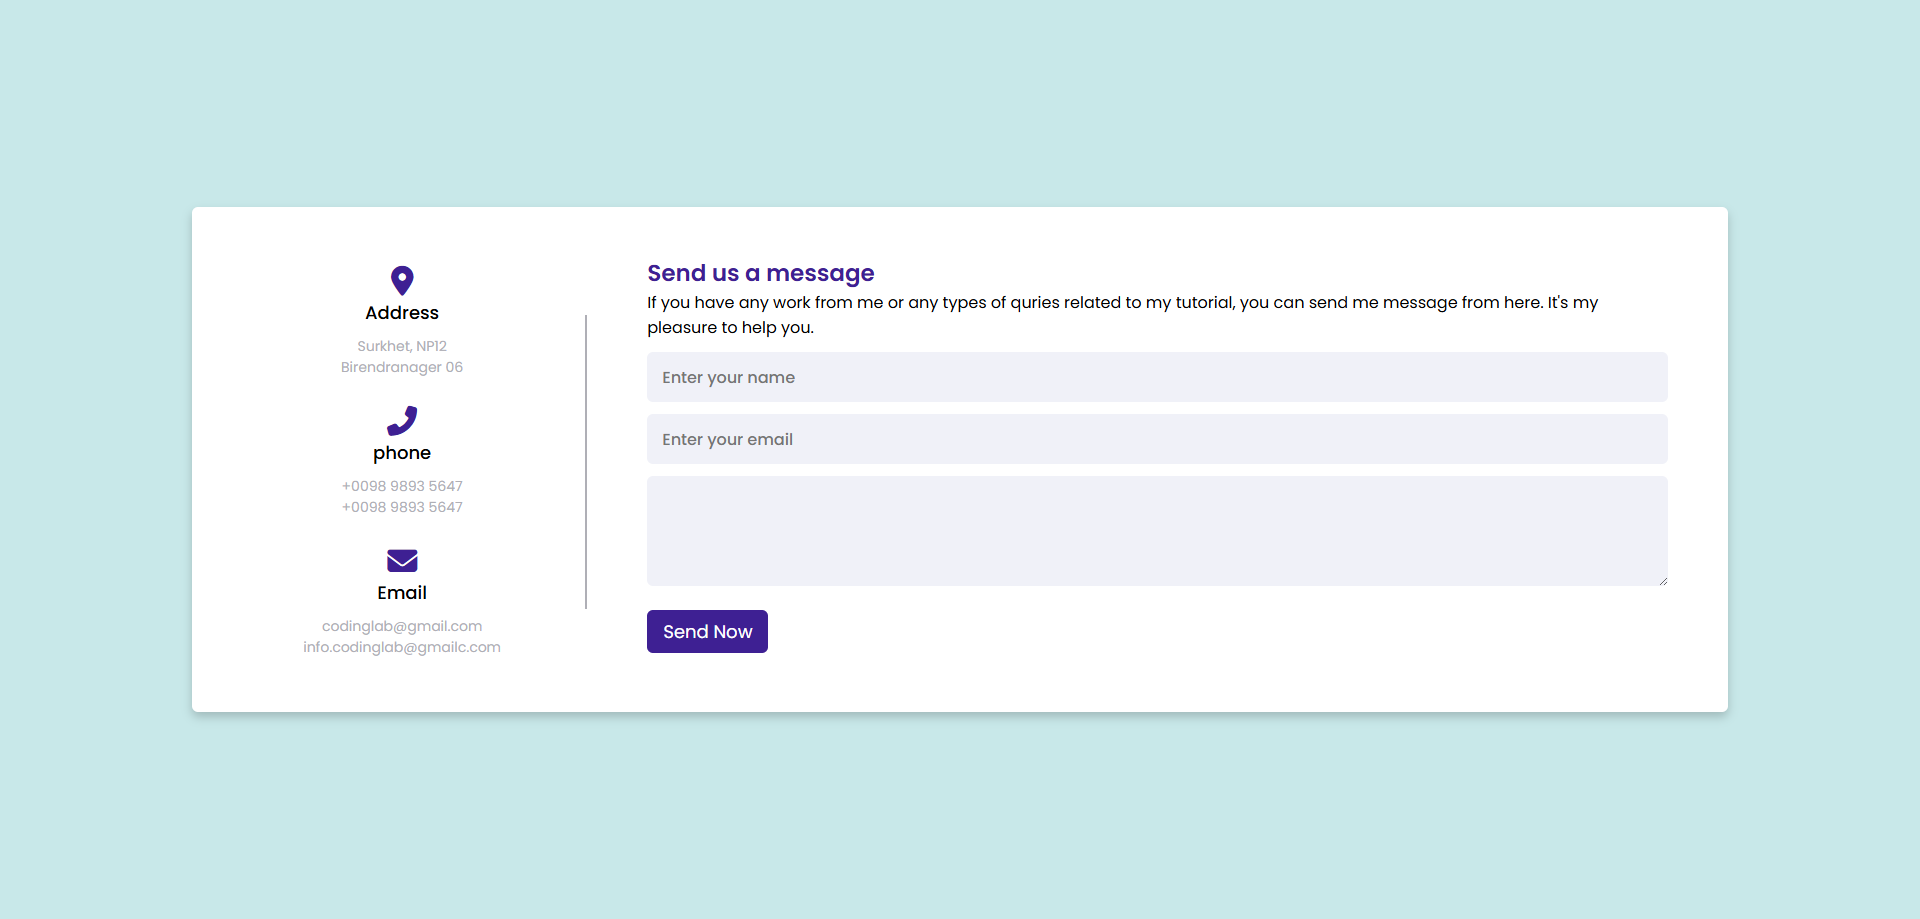 Address
Surkhet, NP12
Birendranager 06
phone
+0098 9893 5647
+0098 9893 5647
Email
codinglab@gmail.com
info.codinglab@gmailc.com
Send us a message
If you have any work from me or any types of quries related to my tutorial, you can send me message from here. It's my
pleasure to help you.
Enter your name
Enter your email
Send Now